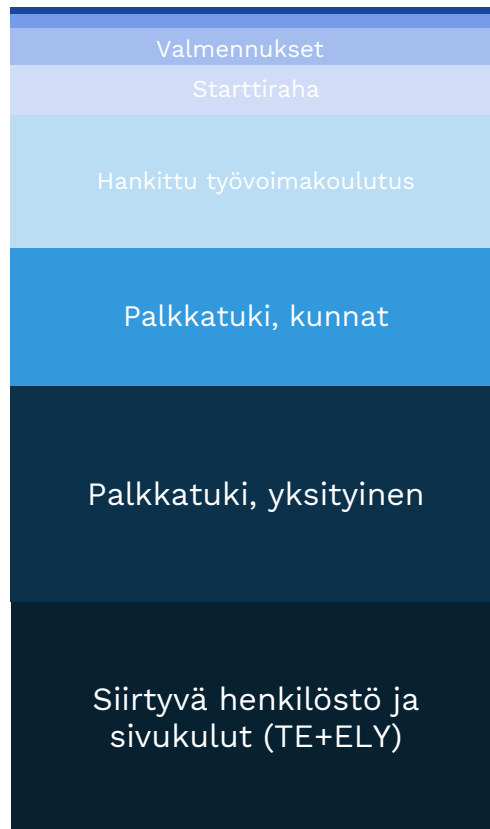 Valmennukset
Starttiraha
Hankittu työvoimakoulutus
Palkkatuki, kunnat
Palkkatuki, yksityinen
Siirtyvä henkilöstö ja
sivukulut (TE+ELY)